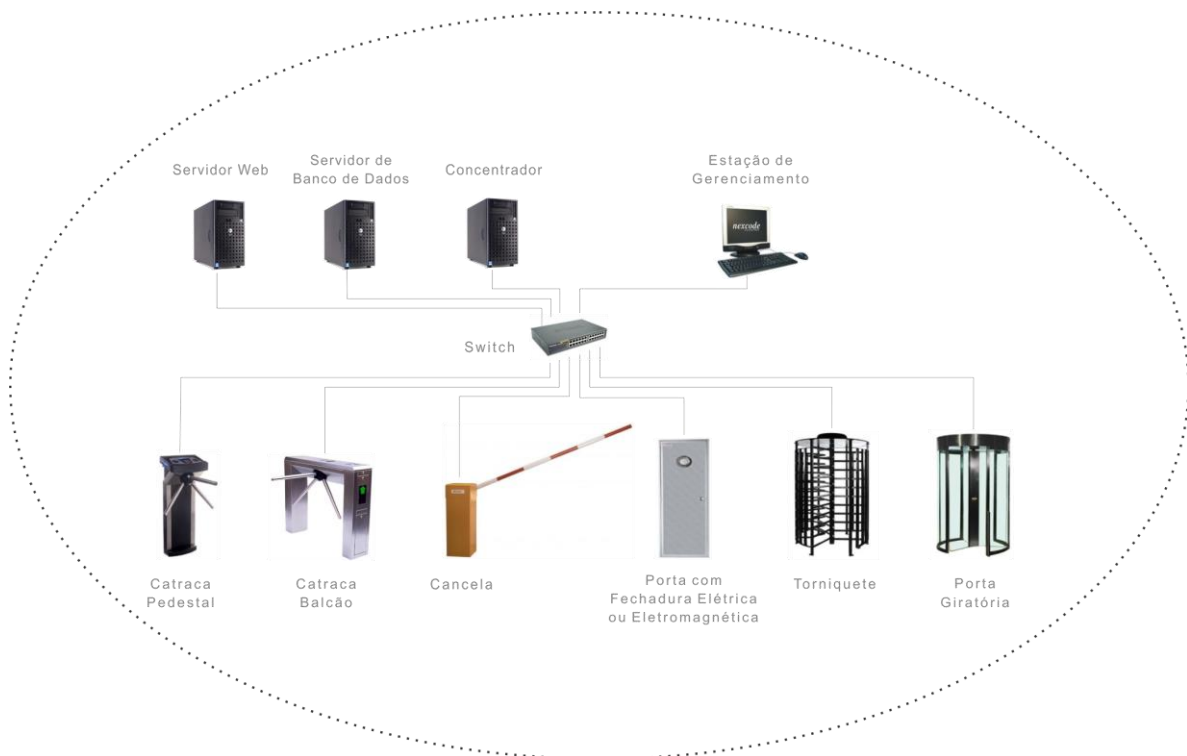 Servidor Web
Servidor de
Banco de Dados
Concentrador
Estação de
Gerenciamento
nexcode
Switch
Catraca
Pedestal
Catraca
Balcão
Cancela
Porta com
Fechadura Elétrica
ou Eletromagnética
Torniquete
Porta
Giratória